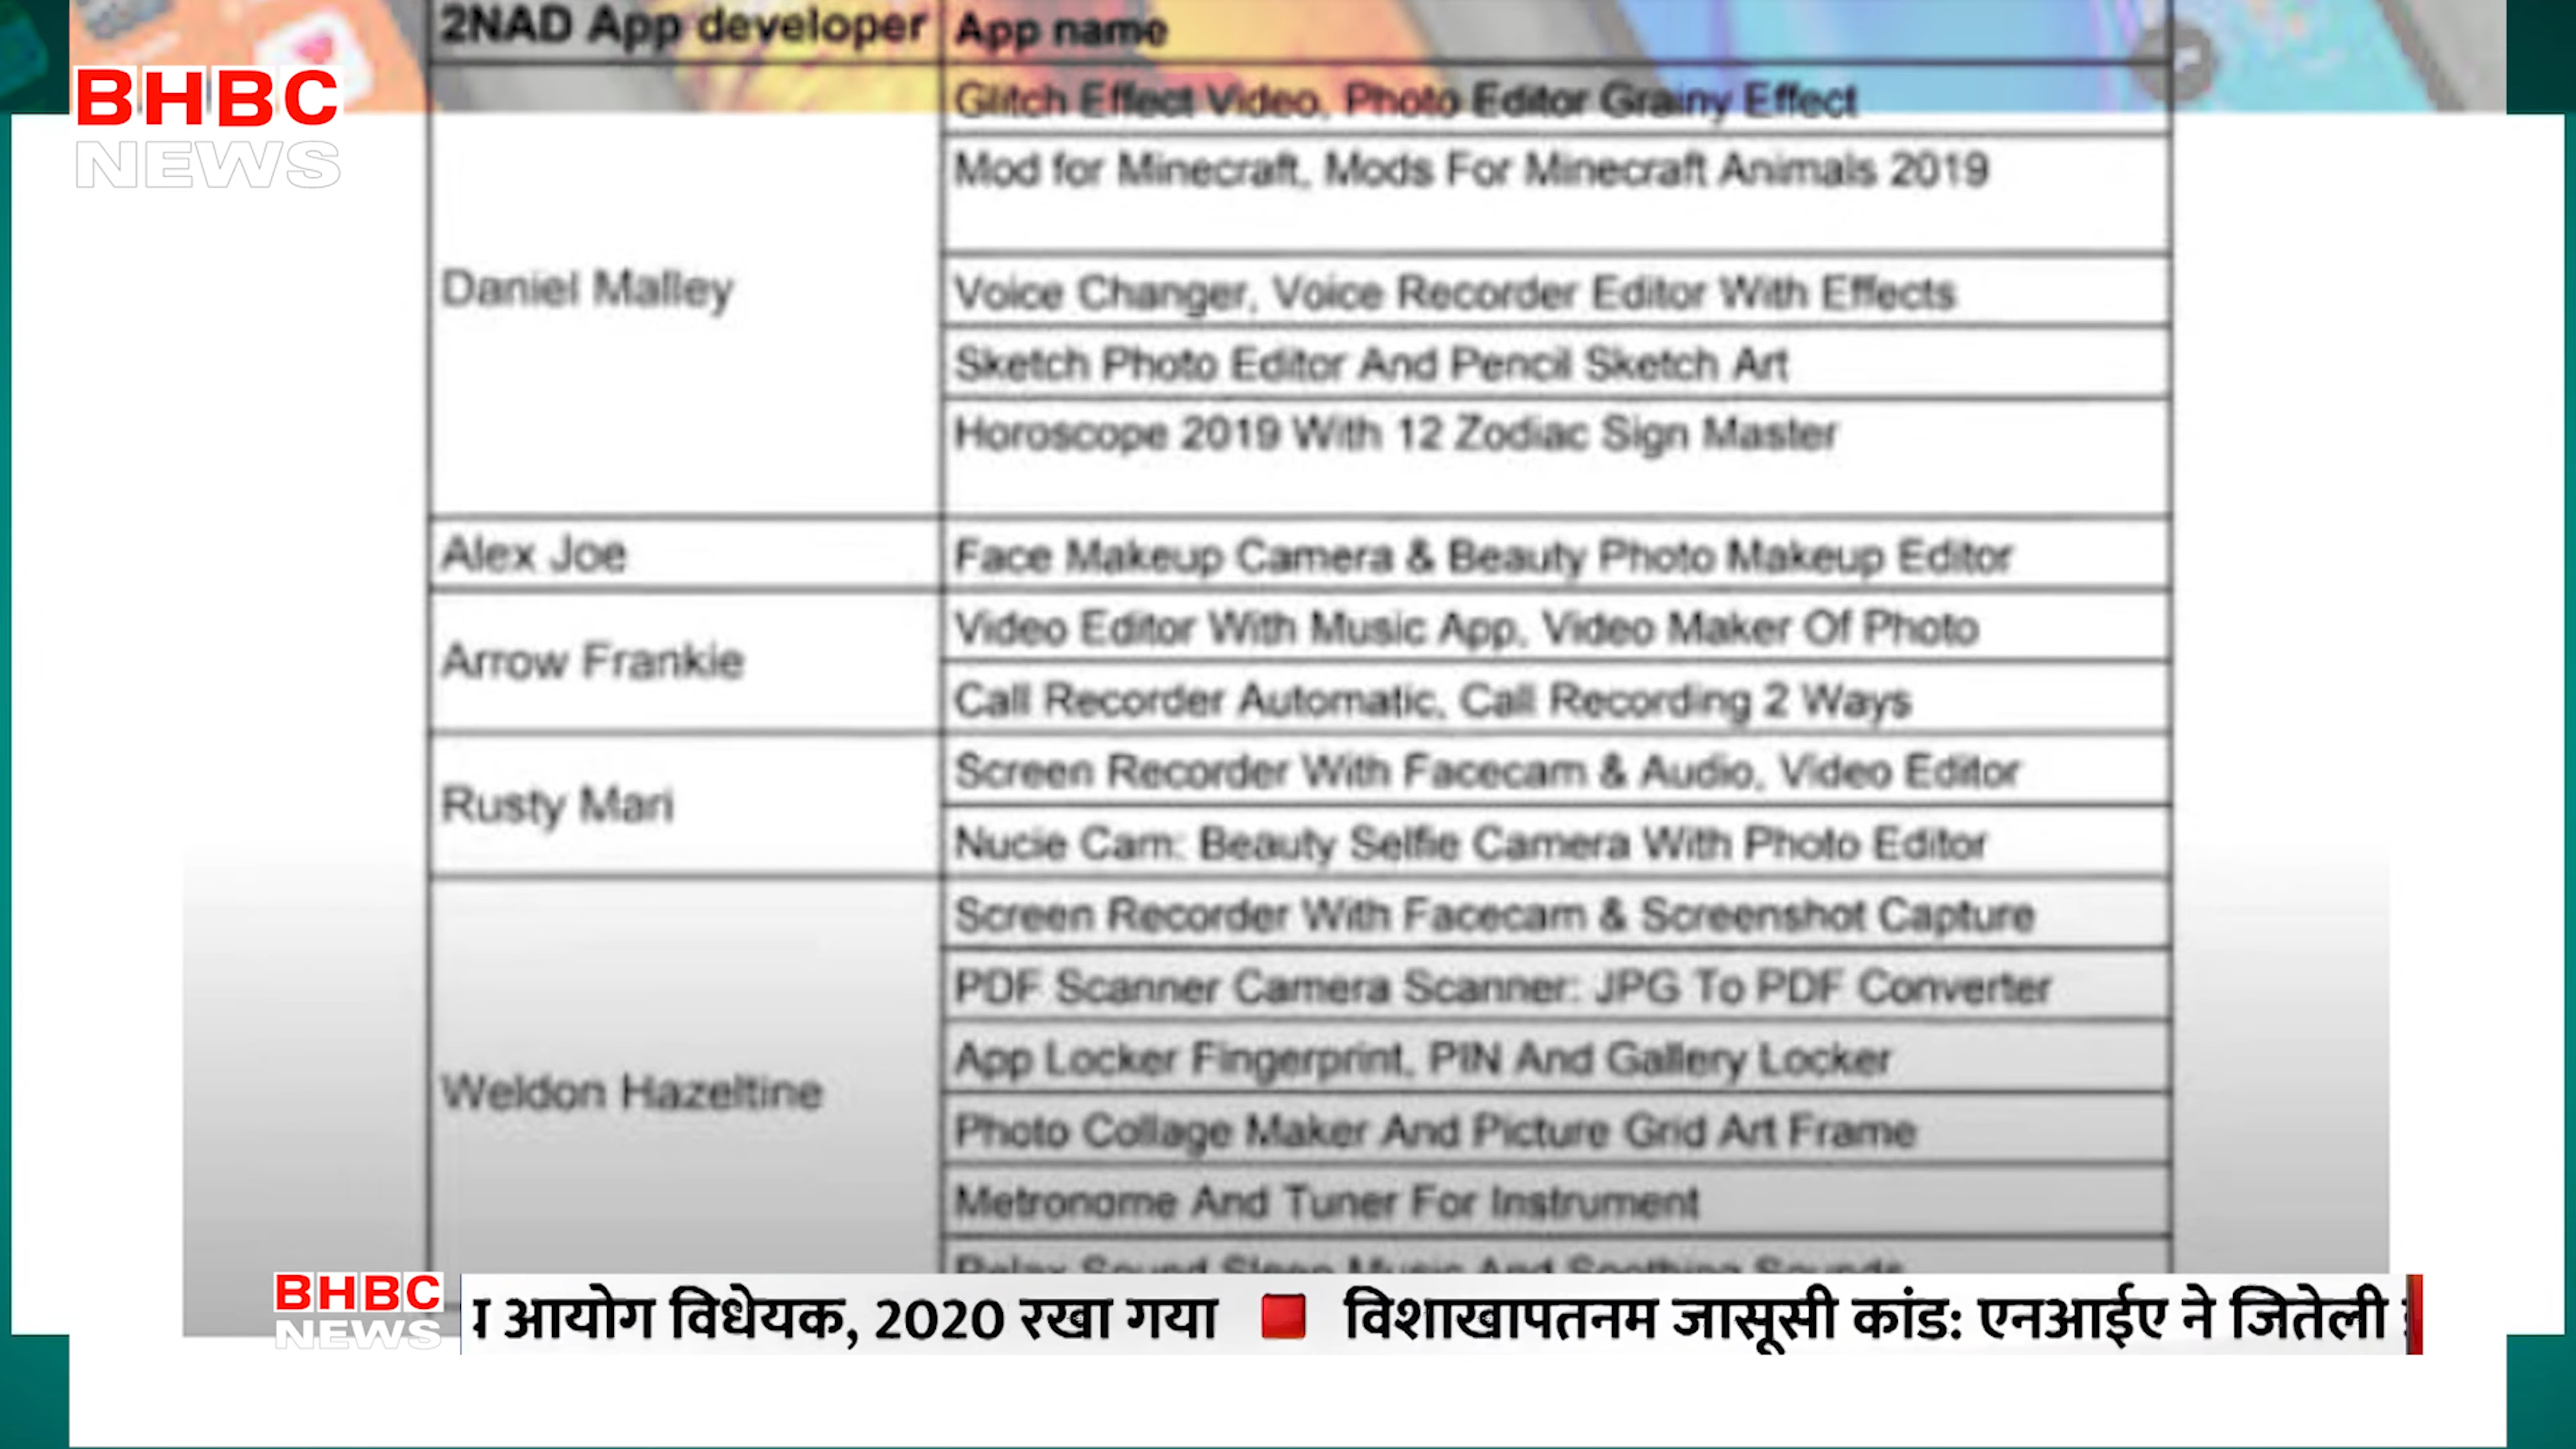 2NAD App developer App name
BHBC
NEWS
Glitch Effect Video, Photo Editor Grainy Effect
Mod for Minecraft, Mods For Minecraft Animals 2019
Daniel Malley
Voice Changer, Voice Recorder Editor With Effects
Sketch Photo Editor And Pencil Sketch Art
Horoscope 2019 With 12 Zodiac Sign Master
Alex Joe
Face Makeup Camera & Beauty Photo Makeup Editor
Arrow Frankie
Video Editor With Music App, Video Maker Of Photo
Call Recorder Automatic, Call Recording 2 Ways
Rusty Mari
Screen Recorder With Facecam & Audio, Video Editor
Nucie Cam: Beauty Selfie Camera With Photo Editor
Weldon Hazeltine
Screen Recorder With Facecam & Screenshot Capture
PDF Scanner Camera Scanner: JPG To PDF Converter
App Locker Fingerprint, PIN And Gallery Locker
Photo Collage Maker And Picture Grid Art Frame
Metronome And Tuner For Instrument
Relax Sound Sleep Music And Soothing Sounds
BHBC
NEWS
आयोग विधेयक, 2020 रखा गया
विशाखापतनम जासूसी कांड: एनआईए ने जितेली